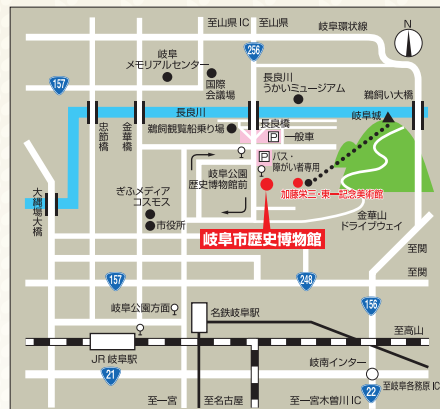 至山県IC
至山県
岐阜環状線
N
256
157
岐阜
メモリアルセンター
国際
会議場
長良川
うかいミュージアム
鵜飼い大橋
岐阜城
長良川
長良橋
忠節橋
金華橋
鵜飼観覧船乗り場
P 一般車
P バス・
障がい者専用
岐阜公園
歴史博物館前
加藤栄三・東一記念美術館
ぎふメディア
コスモス
市役所
大縄場大橋
金華山
ドライブウェイ
岐阜市歴史博物館
至関
至関
157
248
156
岐阜公園方面
名鉄岐阜駅
至高山
JR岐阜駅
岐南インター
21
22
至岐阜各務原IC
至一宮
至名古屋
至一宮木曽川IC